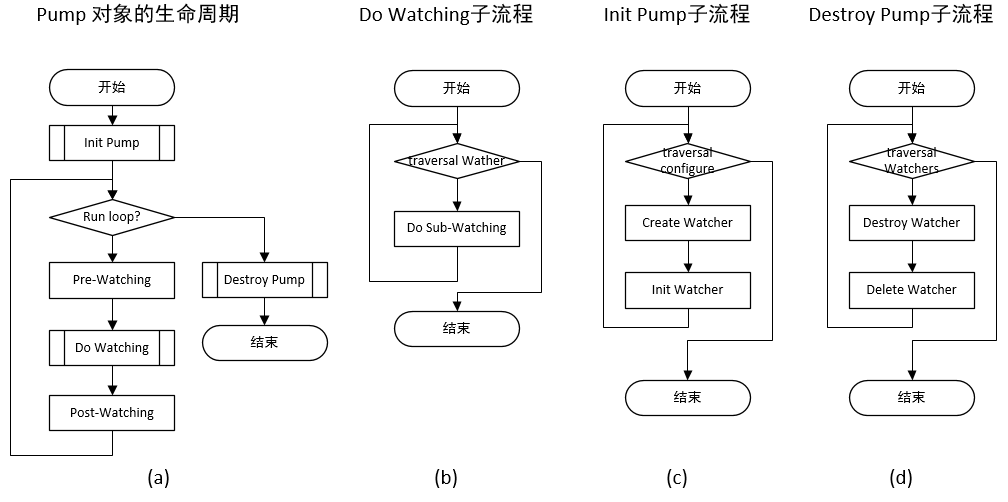 Pump 对象的生命周期
开始
Init Pump
Run loop?
Pre-Watching
Do Watching
Post-Watching
Destroy Pump
结束
(a)
Do Watching子流程
开始
traversal Wather
Do Sub-Watching
结束
(b)
Init Pump子流程
开始
traversal
configure
Create Watcher
Init Watcher
结束
(c)
Destroy Pump子流程
开始
traversal
Watchers
Destroy Watcher
Delete Watcher
结束
(d)